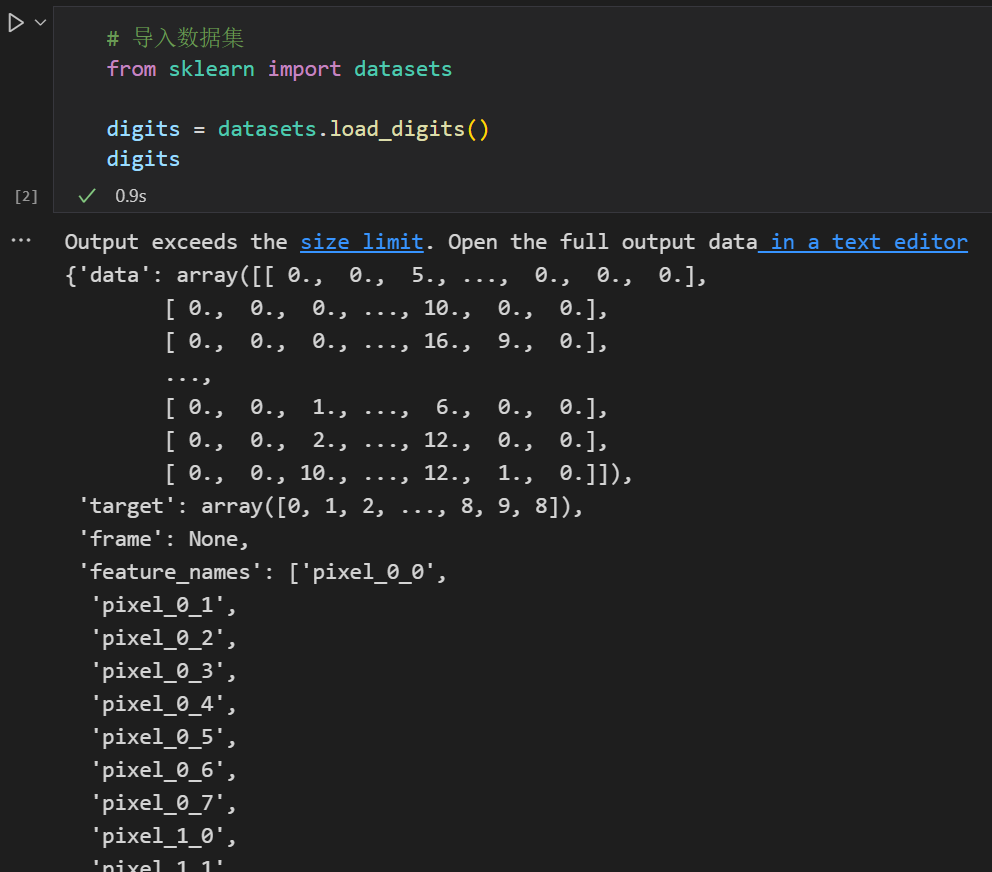 # 导入数据集
from sklearn import datasets
digits = datasets.load_digits()
digits
[2]
0.9s
Output exceeds the size limit. Open the full output data in a text editor
{'data': array([[ 0.,  0.,  5., ...,  0.,  0.,  0.],
[ 0.,  0.,  0., ..., 10.,  0.,  0.],
[ 0.,  0.,  0., ..., 16.,  9.,  0.],
...,
[ 0.,  0.,  1., ...,  6.,  0.,  0.],
[ 0.,  0.,  2., ..., 12.,  0.,  0.],
[ 0.,  0., 10., ..., 12.,  1.,  0.]]),
'target': array([0, 1, 2, ..., 8, 9, 8]),
'frame': None,
'feature_names': ['pixel_0_0',
'pixel_0_1',
'pixel_0_2',
'pixel_0_3',
'pixel_0_4',
'pixel_0_5',
'pixel_0_6',
'pixel_0_7',
'pixel_1_0',
'pixel_1_1'